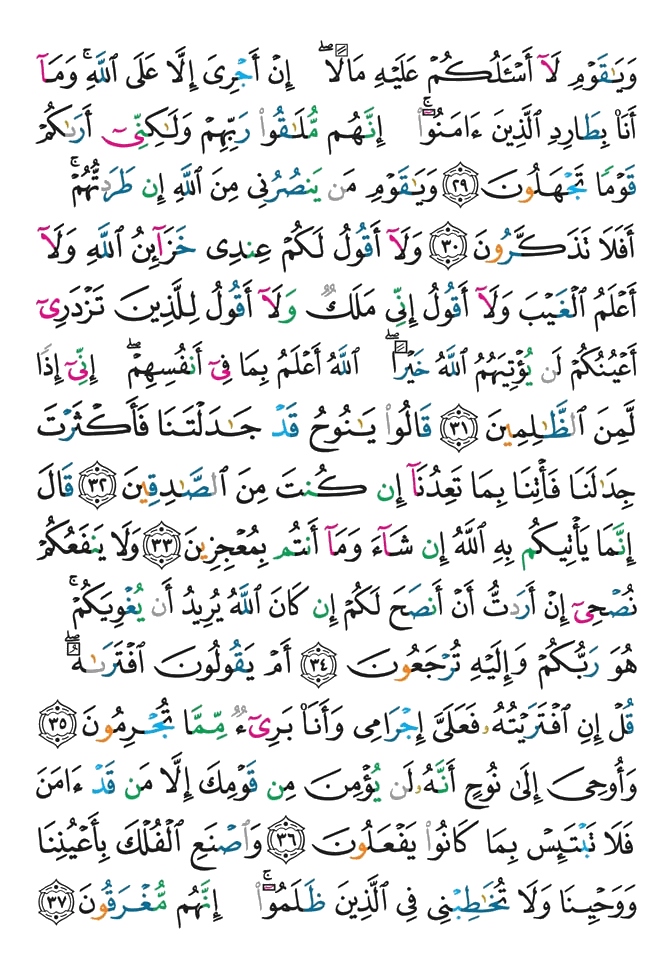 وَيَـٰقَوْمِ لَآ أَسْـَٔلُكُمْ عَلَيْهِ مَالًا ۖ إِنْ أَجْرِىَ إِلَّا عَلَى ٱللَّهِ ۚ وَمَآ
أَنَا۠ بِطَارِدِ ٱلَّذِينَ ءَامَنُوٓا۟ ۚ إِنَّهُم مُّلَـٰقُوا۟ رَبِّهِمْ وَلَـٰكِنِّىٓ أَرَىٰكُمْ
قَوْمًا تَجْهَلُونَ ٢٩ وَيَـٰقَوْمِ مَن يَنصُرُنِى مِنَ ٱللَّهِ إِن طَرَدتُّهُمْ ۚ
أَفَلَا تَذَكَّرُونَ ٣٠ وَلَآ أَقُولُ لَكُمْ عِندِى خَزَآئِنُ ٱللَّهِ وَلَآ
أَعْلَمُ ٱلْغَيْبَ وَلَآ أَقُولُ إِنِّى مَلَكٌ وَلَآ أَقُولُ لِلَّذِينَ تَزْدَرِىٓ
أَعْيُنُكُمْ لَن يُؤْتِيَهُمُ ٱللَّهُ خَيْرًا ۖ ٱللَّهُ أَعْلَمُ بِمَا فِىٓ أَنفُسِهِمْ ۖ إِنِّىٓ إِذًا
لَّمِنَ ٱلظَّـٰلِمِينَ ٣١ قَالُوا۟ يَـٰنُوحُ قَدْ جَـٰدَلْتَنَا فَأَكْثَرْتَ
جِدَٰلَنَا فَأْتِنَا بِمَا تَعِدُنَآ إِن كُنتَ مِنَ ٱلصَّـٰدِقِينَ ٣٢ قَالَ
إِنَّمَا يَأْتِيكُم بِهِ ٱللَّهُ إِن شَآءَ وَمَآ أَنتُم بِمُعْجِزِينَ ٣٣ وَلَا يَنفَعُكُمْ
نُصْحِىٓ إِنْ أَرَدتُّ أَنْ أَنصَحَ لَكُمْ إِن كَانَ ٱللَّهُ يُرِيدُ أَن يُغْوِيَكُمْ ۚ
هُوَ رَبُّكُمْ وَإِلَيْهِ تُرْجَعُونَ ٣٤ أَمْ يَقُولُونَ ٱفْتَرَىٰهُ ۖ
قُلْ إِنِ ٱفْتَرَيْتُهُۥ فَعَلَىَّ إِجْرَامِى وَأَنَا۠ بَرِىٓءٌ مِّمَّا تُجْرِمُونَ ٣٥
وَأُوحِىَ إِلَىٰ نُوحٍ أَنَّهُۥ لَن يُؤْمِنَ مِن قَوْمِكَ إِلَّا مَن قَدْ ءَامَنَ
فَلَا تَبْتَئِسْ بِمَا كَانُوا۟ يَفْعَلُونَ ٣٦ وَٱصْنَعِ ٱلْفُلْكَ بِأَعْيُنِنَا
وَوَحْيِنَا وَلَا تُخَـٰطِبْنِى فِى ٱلَّذِينَ ظَلَمُوٓا۟ ۚ إِنَّهُم مُّغْرَقُونَ ٣٧